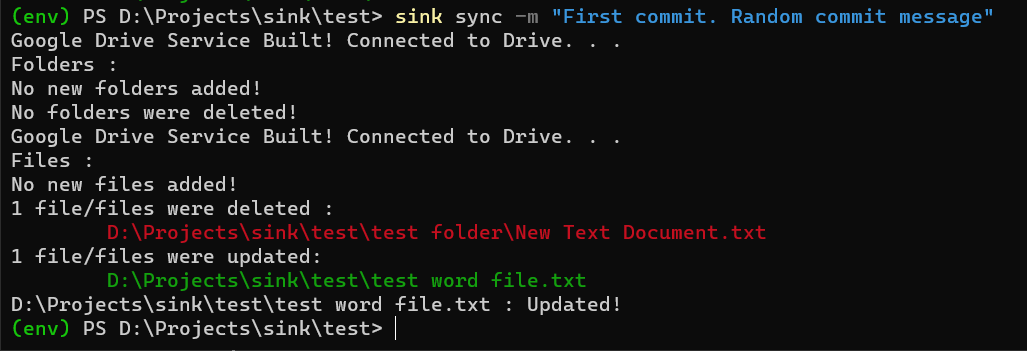 (env) PS D:\Projects\sink\test> sink sync -m "First commit. Random commit message"
Google Drive Service Built! Connected to Drive. . .
Folders :
No new folders added!
No folders were deleted!
Google Drive Service Built! Connected to Drive. . .
Files :
No new files added!
1 file/files were deleted :
        D:\Projects\sink\test\test folder\New Text Document.txt
1 file/files were updated:
        D:\Projects\sink\test\test word file.txt
D:\Projects\sink\test\test word file.txt : Updated!
(env) PS D:\Projects\sink\test>